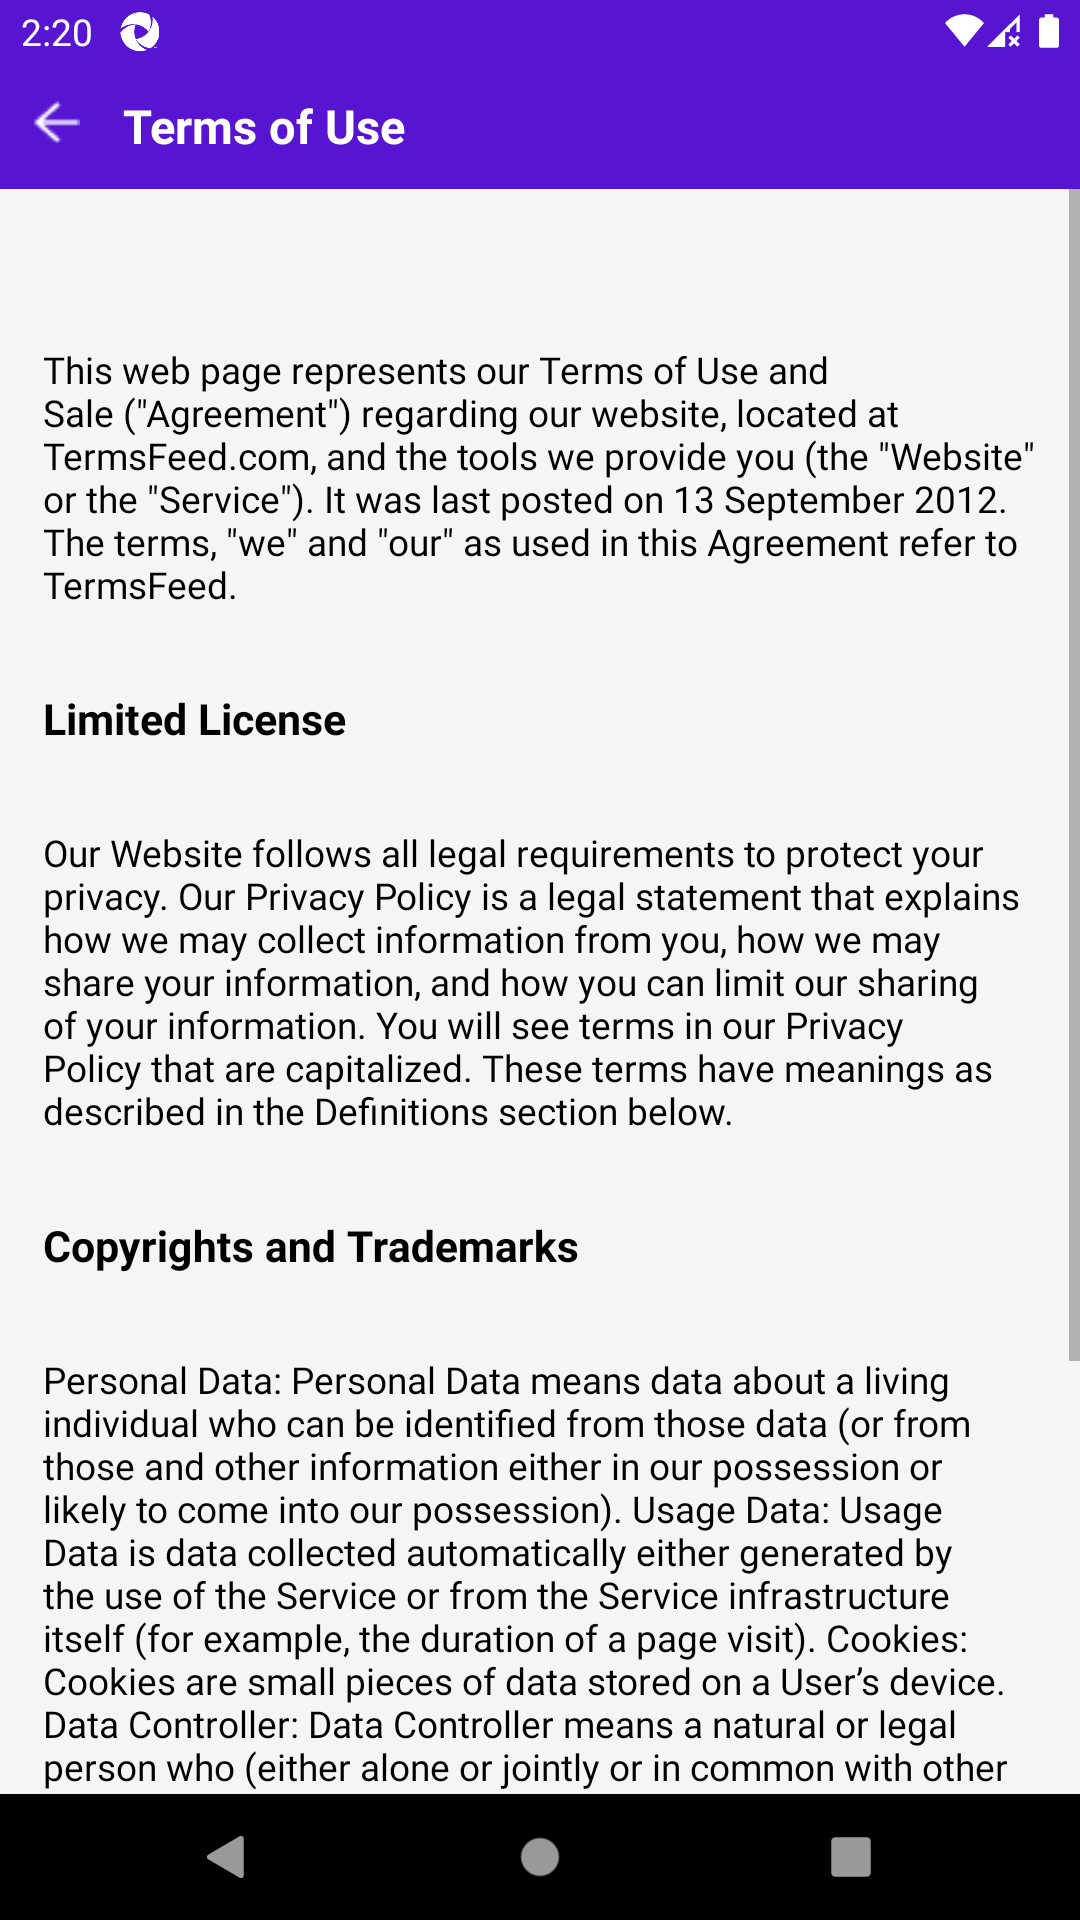 2:20
Terms of Use
This web page represents our Terms of Use and
Sale ("Agreement") regarding our website, located at
TermsFeed.com, and the tools we provide you (the "Website"
or the "Service"). It was last posted on 13 September 2012.
The terms, "we" and "our" as used in this Agreement refer to
TermsFeed.
Limited License
Our Website follows all legal requirements to protect your
privacy. Our Privacy Policy is a legal statement that explains
how we may collect information from you, how we may
share your information, and how you can limit our sharing
of your information. You will see terms in our Privacy
Policy that are capitalized. These terms have meanings as
described in the Definitions section below.
Copyrights and Trademarks
Personal Data: Personal Data means data about a living
individual who can be identified from those data (or from
those and other information either in our possession or
likely to come into our possession). Usage Data: Usage
Data is data collected automatically either generated by
the use of the Service or from the Service infrastructure
itself (for example, the duration of a page visit). Cookies:
Cookies are small pieces of data stored on a User’s device.
Data Controller: Data Controller means a natural or legal
person who (either alone or jointly or in common with other